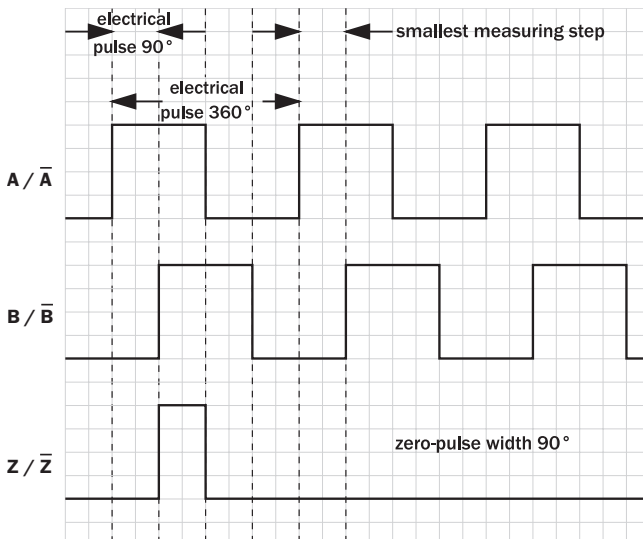 electrical
pulse 90°
smallest measuring step
electrical
pulse 360°
A / A̅
B / B̅
zero-pulse width 90°
Z / Z̅